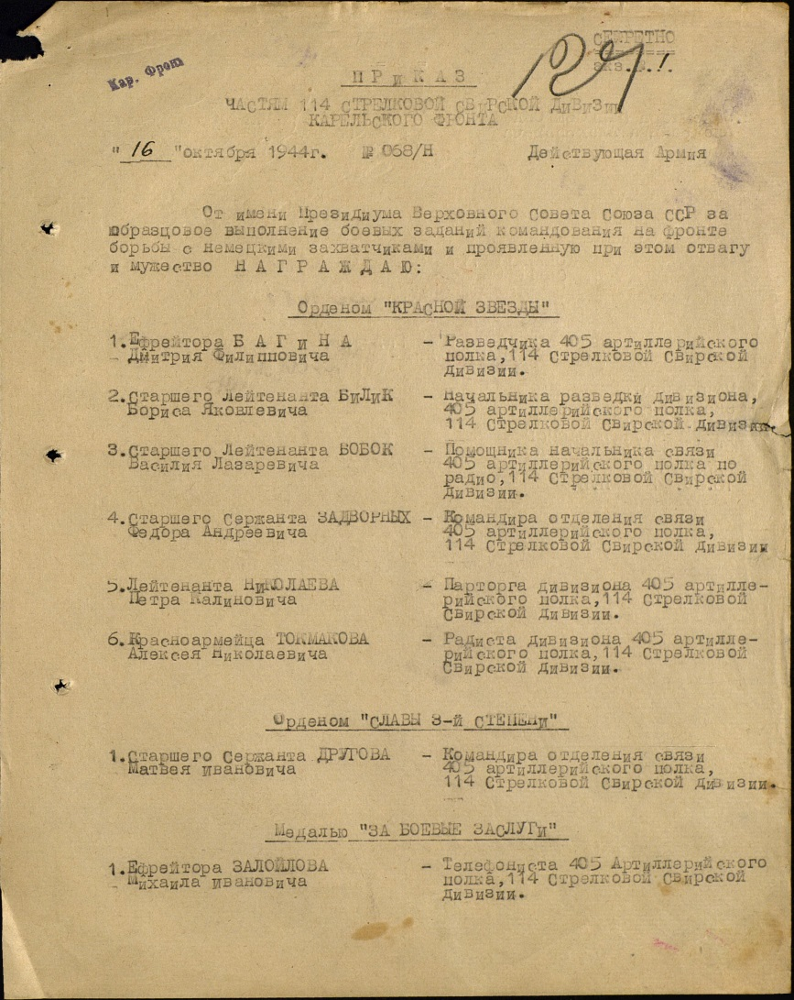 СЕКРЕТНО
экз. № 1.
Кар. Фронт
ПРИКАЗ
ЧАСТЯМ 114 СТРЕЛКОВОЙ СВИРСКОЙ ДИВИЗИИ
КАРЕЛЬСКОГО ФРОНТА
"16" октября 1944г. № 068/Н Действующая Армия
От имени Президиума Верховного Совета Союза ССР за
образцовое выполнение боевых заданий командования на фронте
борьбы с немецкими захватчиками и проявленную при этом отвагу
и мужество Н А Г Р А Ж Д А Ю:
Орденом "КРАСНОЙ ЗВЕЗДЫ"
1. Ефрейтора Б А Г И Н А - Разведчика 405 артиллерийского
Дмитрия Филипповича полка, 114 Стрелковой Свирской
дивизии.
2. Старшего Лейтенанта БИЛИК - Начальника разведки дивизиона,
Бориса Яковлевича 405 артиллерийского полка,
114 Стрелковой Свирской дивизии.
3. Старшего Лейтенанта БОБОК - Помощника начальника связи
Василия Лазаревича 405 артиллерийского полка по
радио, 114 Стрелковой Свирской
дивизии.
4. Старшего Сержанта ЗАДВОРНЫХ - Командира отделения связи
Федора Андреевича 405 артиллерийского полка,
114 Стрелковой Свирской дивизии
5. Лейтенанта НИКОЛАЕВА - Парторга дивизиона 405 артилле-
Петра Калиновича рийского полка, 114 Стрелковой
Свирской дивизии.
6. Красноармейца ТОКМАКОВА - Радиста дивизиона 405 артилле-
Алексея Николаевича рийского полка, 114 Стрелковой
Свирской дивизии.
Орденом "СЛАВЫ 3-й СТЕПЕНИ"
1. Старшего Сержанта ДРУГОВА - Командира отделения связи
Матвея Ивановича 405 артиллерийского полка,
114 Стрелковой Свирской дивизии.
Медалью "ЗА БОЕВЫЕ ЗАСЛУГИ"
1. Ефрейтора ЗАЛОЙЛОВА - Телефониста 405 Артиллерийского
Михаила Ивановича полка, 114 Стрелковой Свирской
дивизии.